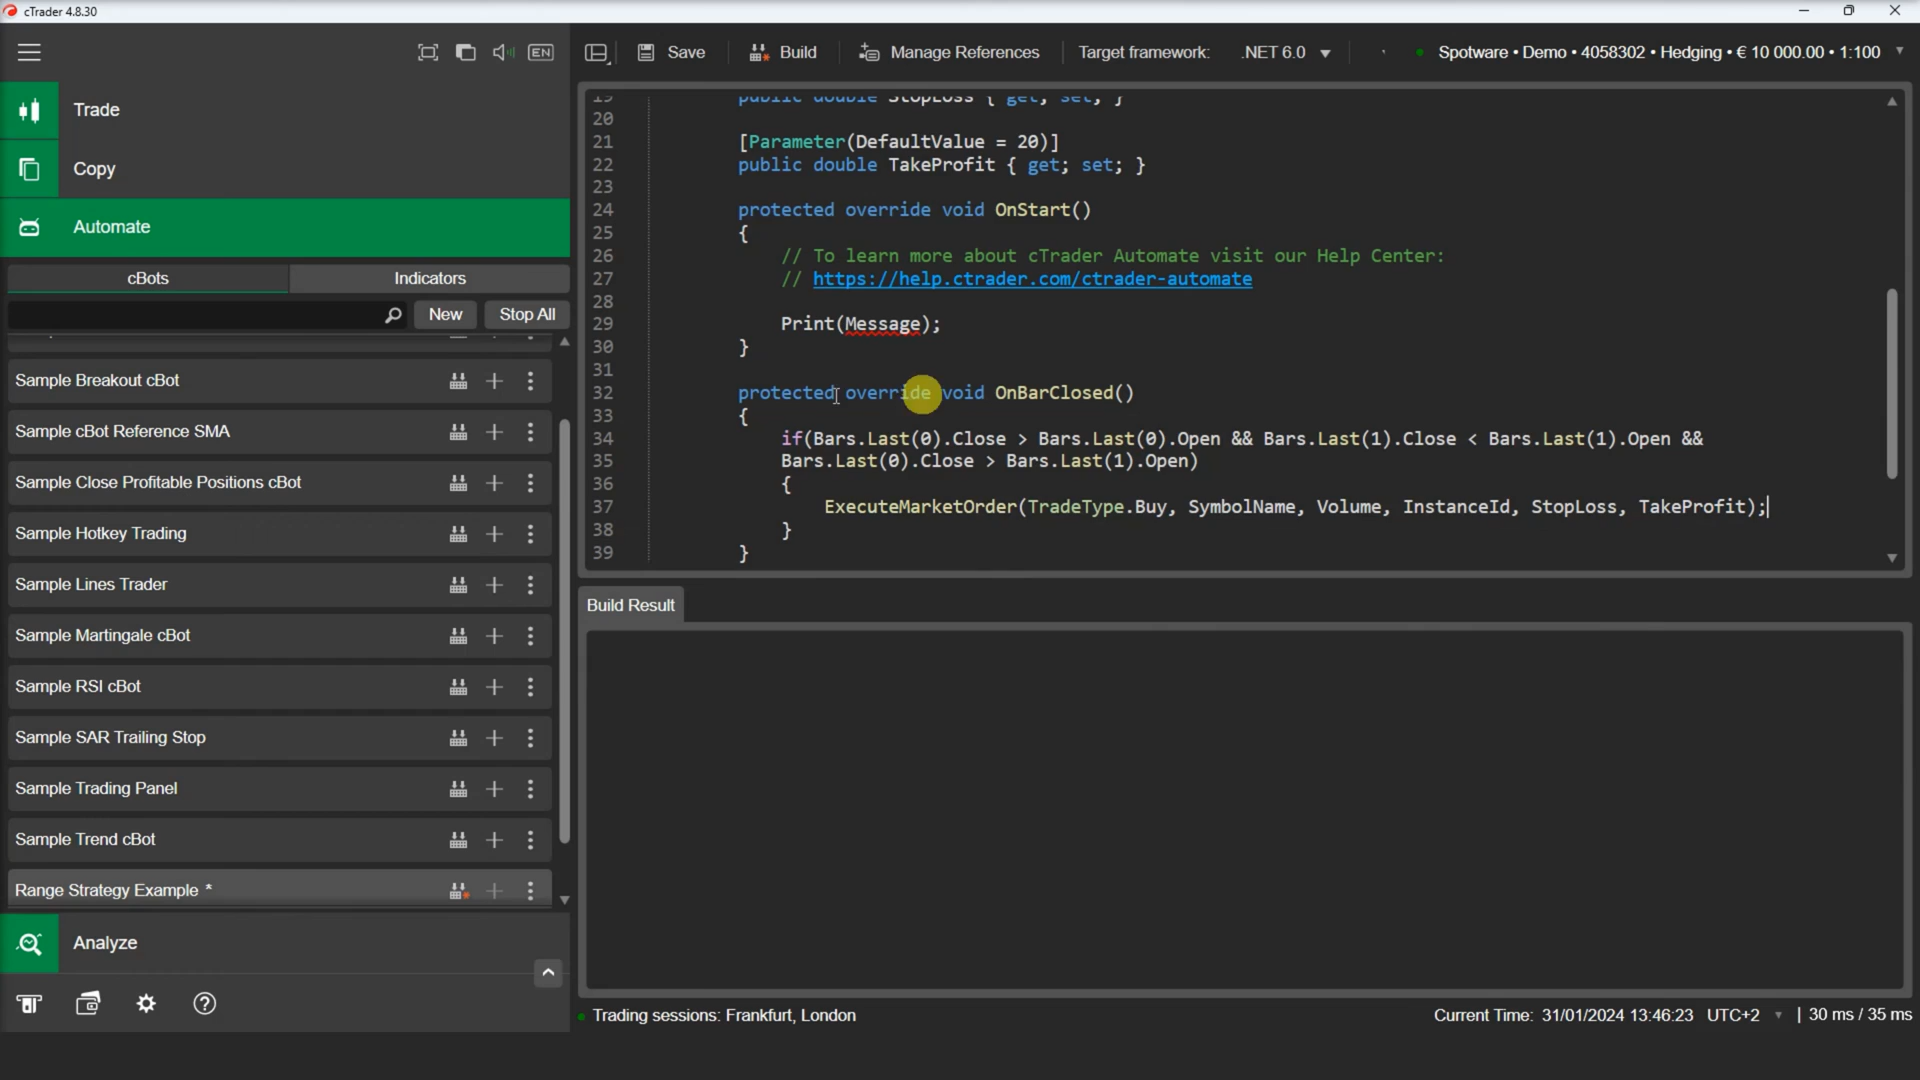 cTrader 4.8.30
EN
Save
Build
Manage References
Target framework:
.NET 6.0
Spotware • Demo • 4058302 • Hedging • € 10 000.00 • 1:100
Trade
Copy
Automate
cBots
Indicators
New
Stop All
Sample Breakout cBot
Sample cBot Reference SMA
Sample Close Profitable Positions cBot
Sample Hotkey Trading
Sample Lines Trader
Sample Martingale cBot
Sample RSI cBot
Sample SAR Trailing Stop
Sample Trading Panel
Sample Trend cBot
Range Strategy Example *
Analyze
19 public double StopLoss { get; set; }
20
21 [Parameter(DefaultValue = 20)]
22 public double TakeProfit { get; set; }
23
24 protected override void OnStart()
25 {
26 // To learn more about cTrader Automate visit our Help Center:
27 // https://help.ctrader.com/ctrader-automate
28
29 Print(Message);
30 }
31
32 protected override void OnBarClosed()
33 {
34 if(Bars.Last(0).Close > Bars.Last(0).Open && Bars.Last(1).Close < Bars.Last(1).Open &&
35 Bars.Last(0).Close > Bars.Last(1).Open)
36 {
37 ExecuteMarketOrder(TradeType.Buy, SymbolName, Volume, InstanceId, StopLoss, TakeProfit);
38 }
39 }
Build Result
Trading sessions: Frankfurt, London
Current Time: 31/01/2024 13:46:23 UTC+2 | 30 ms / 35 ms